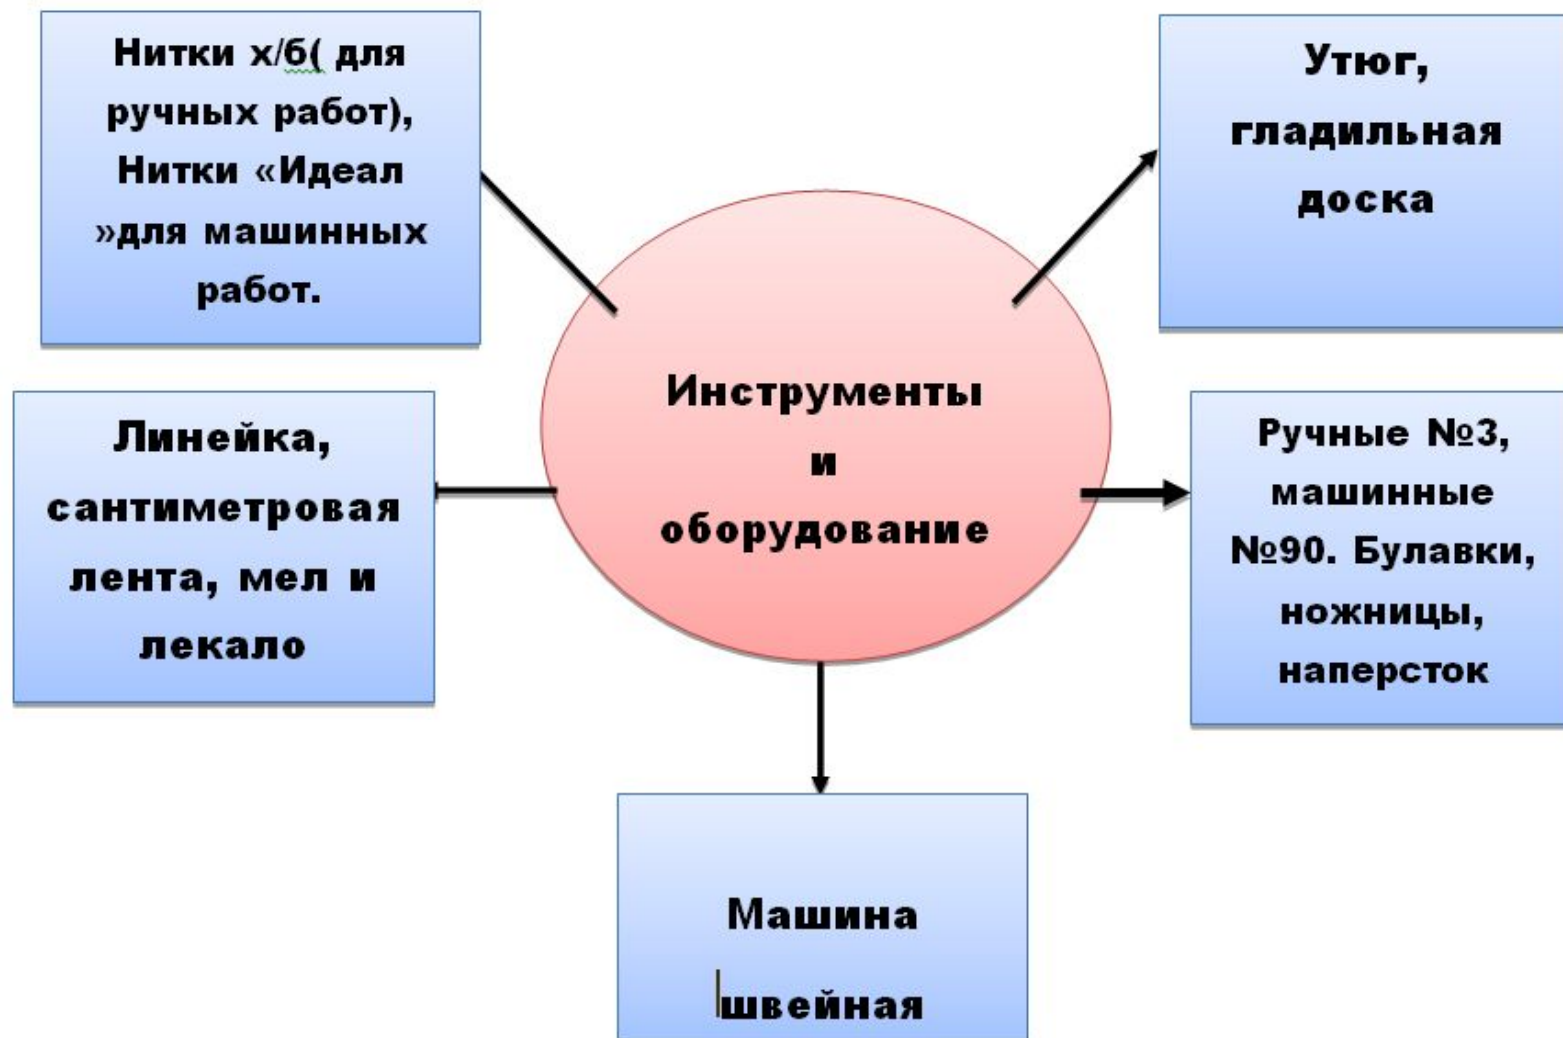 Нитки х/б( для
ручных работ),
Нитки «Идеал
»для машинных
работ.
Утюг,
гладильная
доска
Инструменты
и
оборудование
Линейка,
сантиметровая
лента, мел и
лекало
Ручные №3,
машинные
№90. Булавки,
ножницы,
наперсток
Машина
швейная